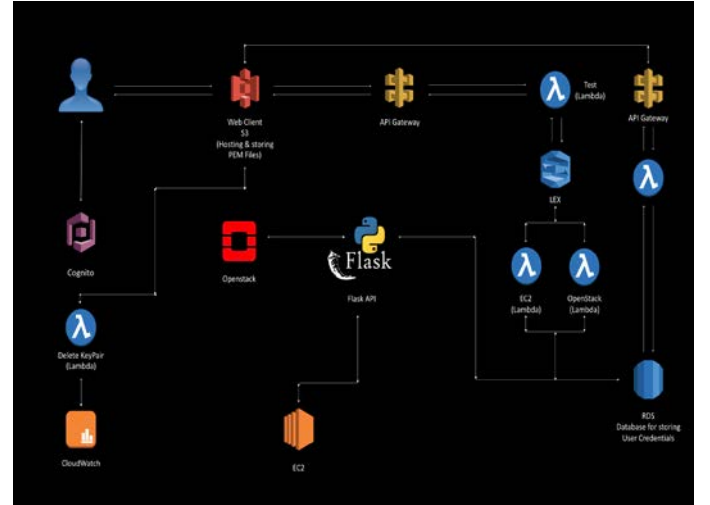 Web Client
S3
(Hosting & storing
PEM Files)
API Gateway
Test
(Lambda)
API Gateway
LEX
Cognito
Openstack
Flask
Flask API
EC2
(Lambda)
OpenStack
(Lambda)
Delete KeyPair
(Lambda)
CloudWatch
EC2
RDS
Database for storing
User Credentials